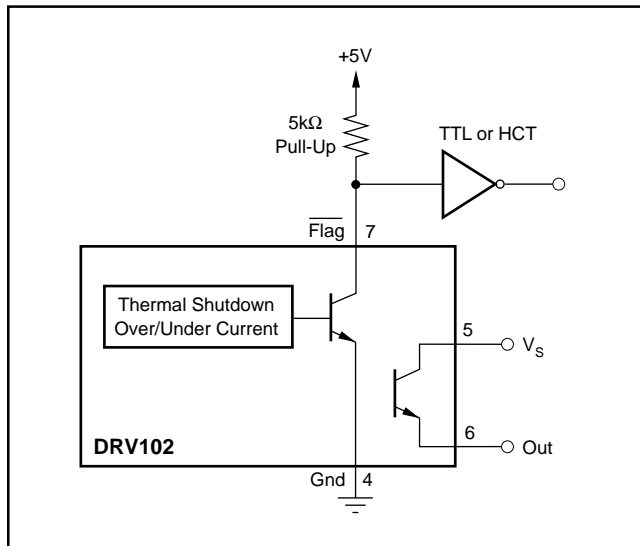 +5V
5kΩ
Pull-Up
TTL or HCT
Flag
7
Thermal Shutdown
Over/Under Current
5
VS
6
Out
DRV102
Gnd
4